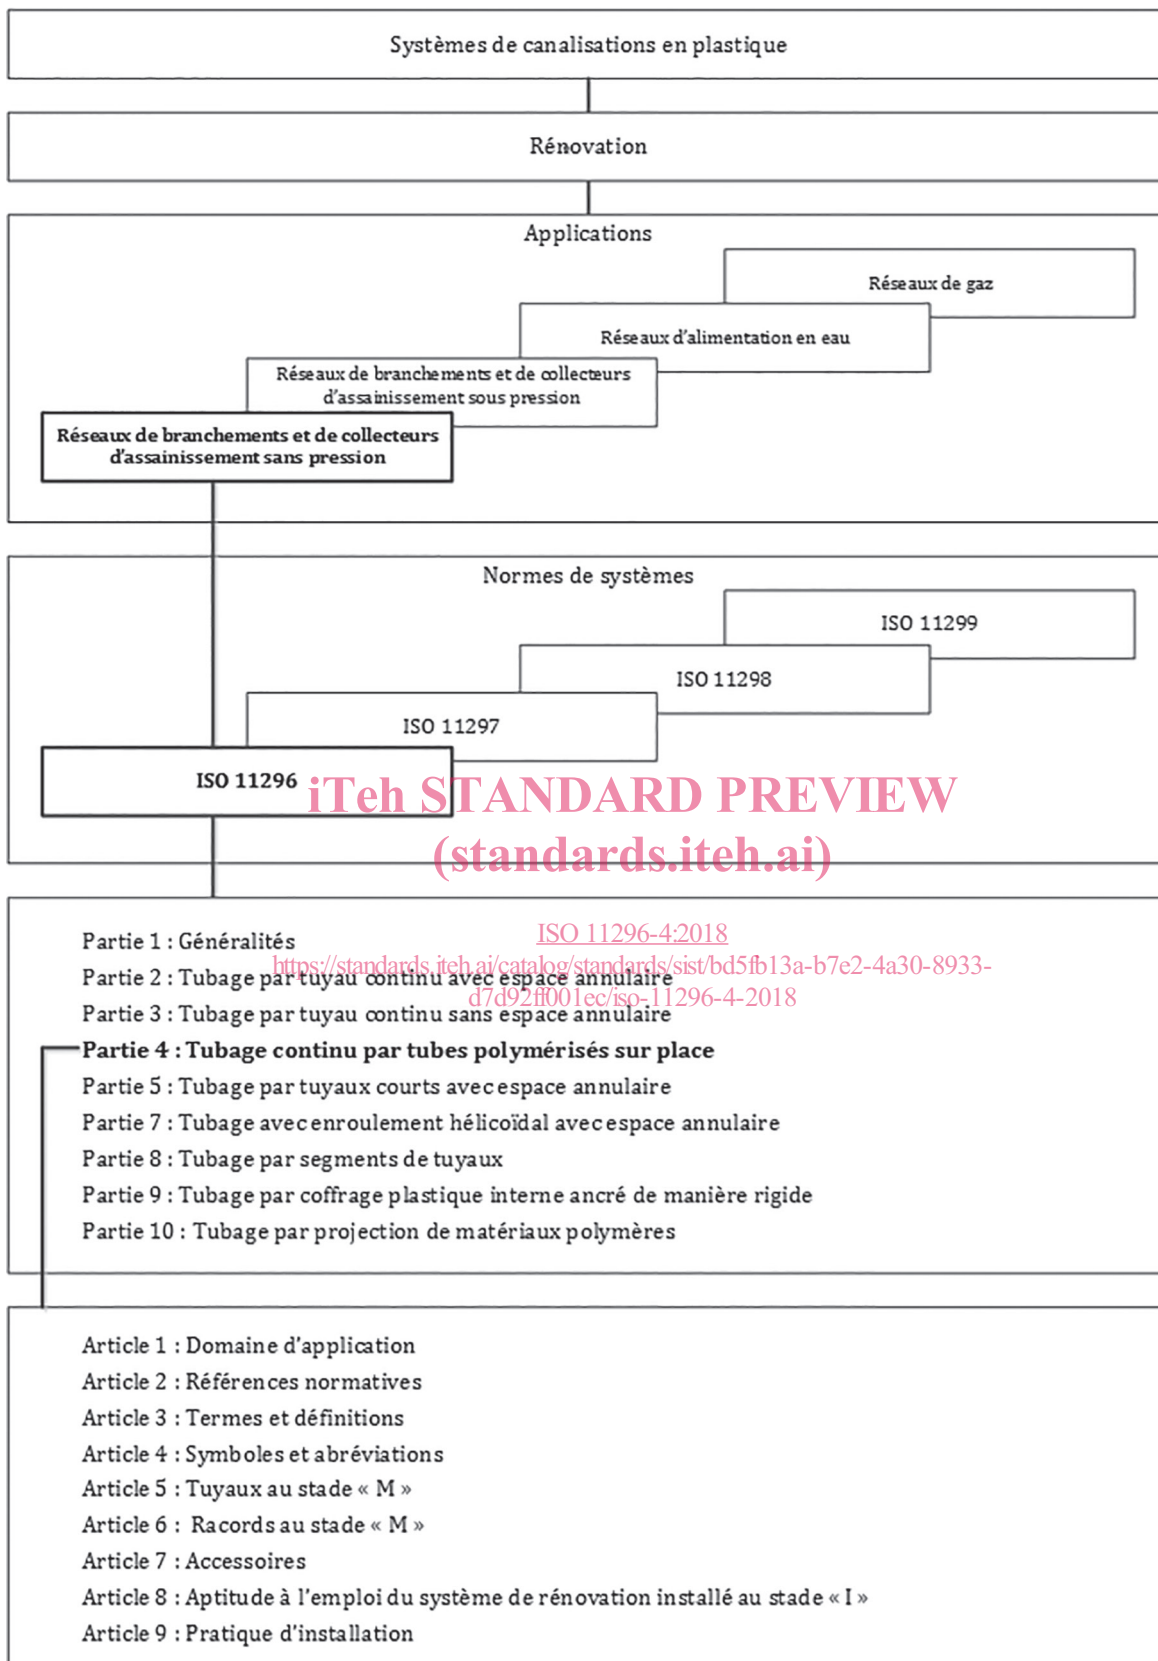 Systèmes de canalisations en plastique
Rénovation
Applications
Réseaux de gaz
Réseaux d'alimentation en eau
Réseaux de branchements et de collecteurs
d'assainissement sous pression
Réseaux de branchements et de collecteurs
d'assainissement sans pression
Normes de systèmes
ISO 11299
ISO 11298
ISO 11297
ISO 11296
iTeh STANDARD PREVIEW
(standards.iteh.ai)
Partie 1 : Généralités
ISO 11296-4:2018
https://standards.iteh.ai/catalog/standards/sist/bd5fb13a-b7e2-4a30-8933-
Partie 2 : Tubage par tuyau continu avec espace annulaire
d7d92ff001ec/iso-11296-4-2018
Partie 3 : Tubage par tuyau continu sans espace annulaire
Partie 4 : Tubage continu par tubes polymérisés sur place
Partie 5 : Tubage par tuyaux courts avec espace annulaire
Partie 7 : Tubage avec enroulement hélicoïdal avec espace annulaire
Partie 8 : Tubage par segments de tuyaux
Partie 9 : Tubage par coffrage plastique interne ancré de manière rigide
Partie 10 : Tubage par projection de matériaux polymères
Article 1 : Domaine d'application
Article 2 : Références normatives
Article 3 : Termes et définitions
Article 4 : Symboles et abréviations
Article 5 : Tuyaux au stade « M »
Article 6 : Racords au stade « M »
Article 7 : Accessoires
Article 8 : Aptitude à l'emploi du système de rénovation installé au stade « I »
Article 9 : Pratique d'installation